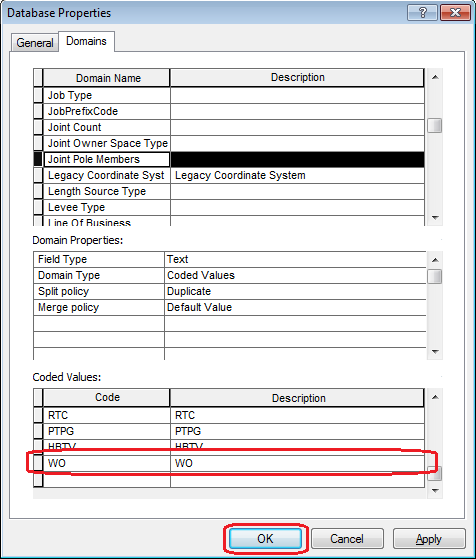 Database Properties
?
General Domains
Domain Name Description
Job Type
JobPrefixCode
Joint Count
Joint Owner Space Type
Joint Pole Members
Legacy Coordinate Syst Legacy Coordinate System
Length Source Type
Levee Type
Line Of Business
Domain Properties:
Field Type Text
Domain Type Coded Values
Split policy Duplicate
Merge policy Default Value
Coded Values:
Code Description
RTC RTC
PTPG PTPG
HBTV HBTV
WO WO
OK Cancel Apply